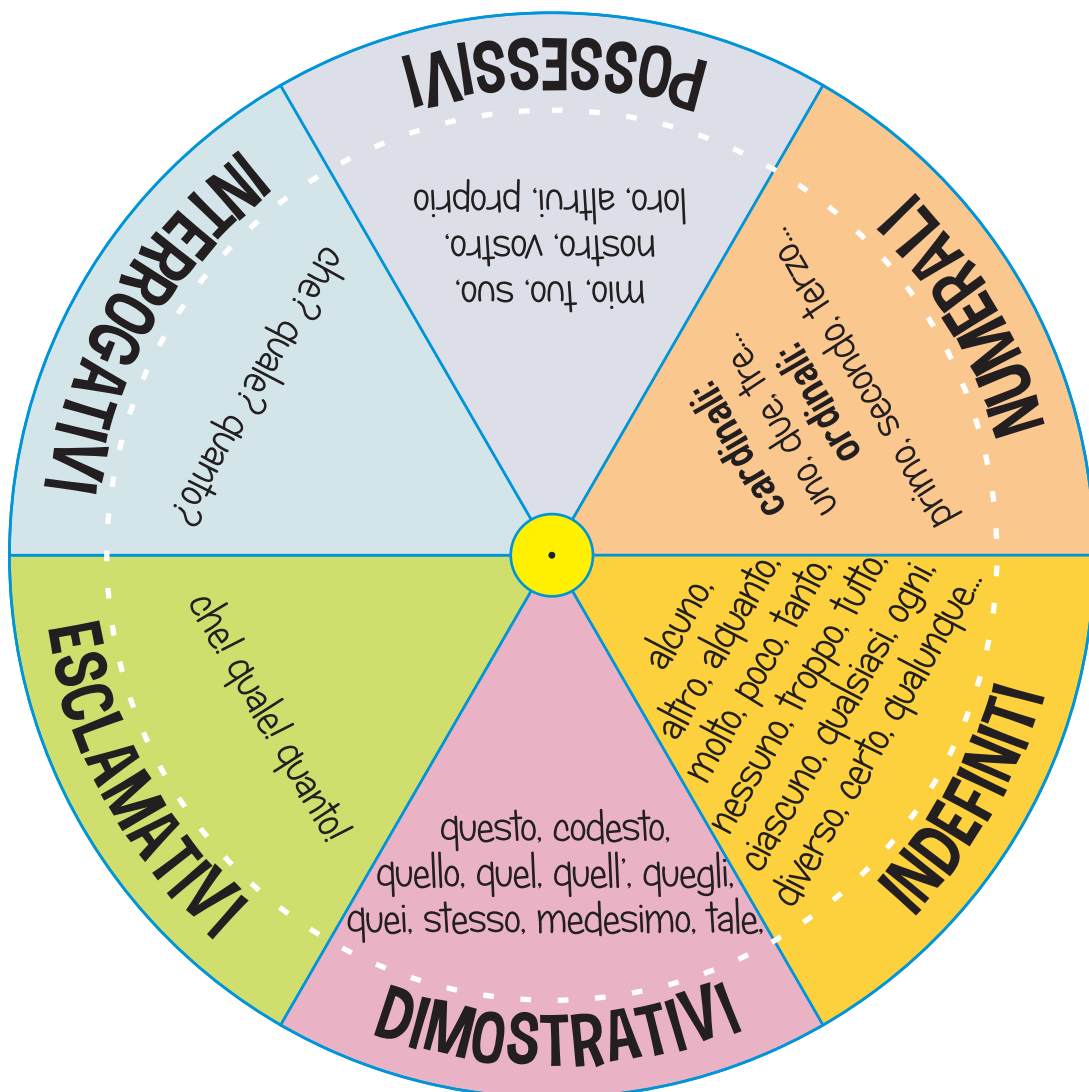 POSSESSIVI
mio, tuo, suo,
nostro, vostro,
loro, altrui, proprio
NUMERALI
cardinali:
uno, due, tre...
ordinali:
primo, secondo, terzo...
INDEFINITI
alcuno,
altro, alquanto,
molto, poco, tanto,
nessuno, troppo, tutto,
ciascuno, qualsiasi, ogni,
diverso, certo, qualunque...
DIMOSTRATIVI
questo, codesto,
quello, quel, quell', quegli,
quei, stesso, medesimo, tale,
ESCLAMATIVI
che! quale! quanto!
INTERROGATIVI
che? quale? quanto?